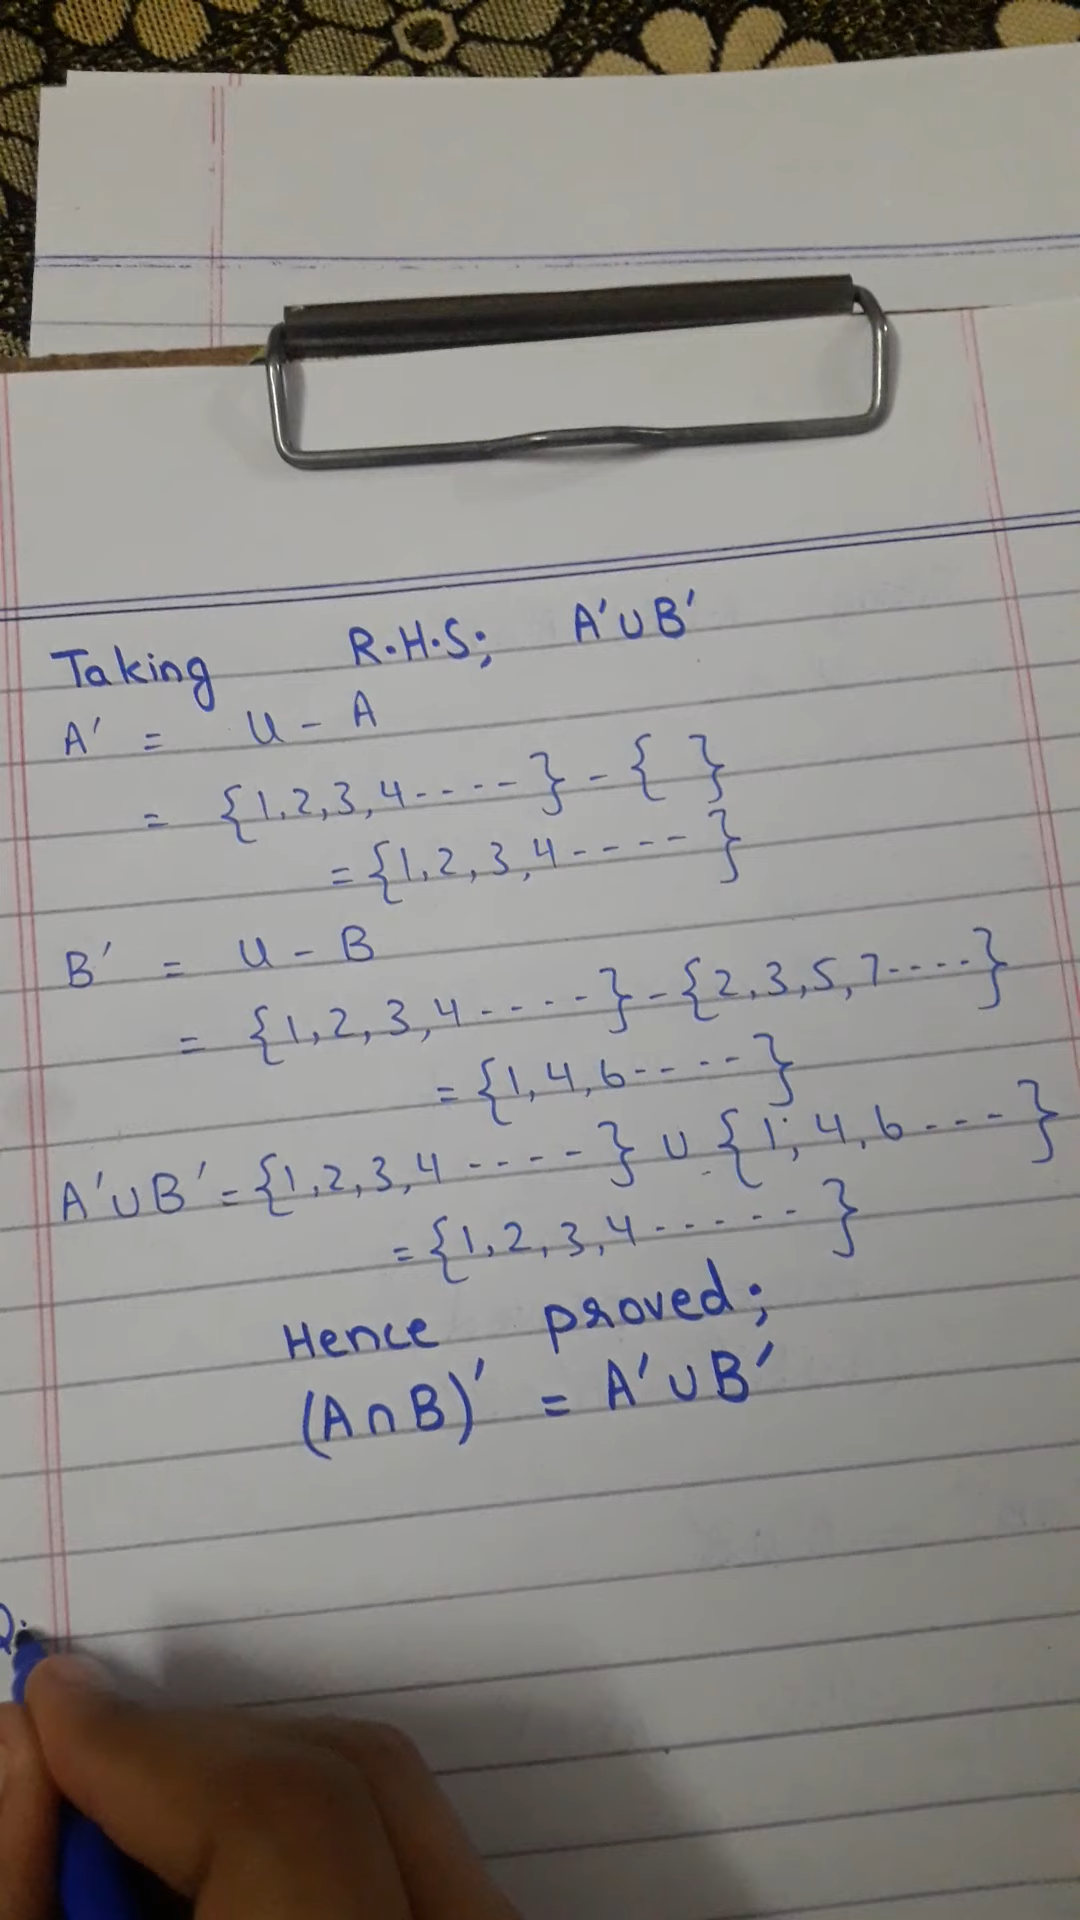 Taking R.H.S; A'∪B'
A' = U - A
= {1,2,3,4-----} - { }
= {1,2,3,4-----}
B' = U - B
= {1,2,3,4-----} - {2,3,5,7-----}
= {1,4,6-----}
A'∪B' = {1,2,3,4-----} ∪ {1,4,6---}
= {1,2,3,4------}
Hence proved;
(A∩B)' = A'∪B'